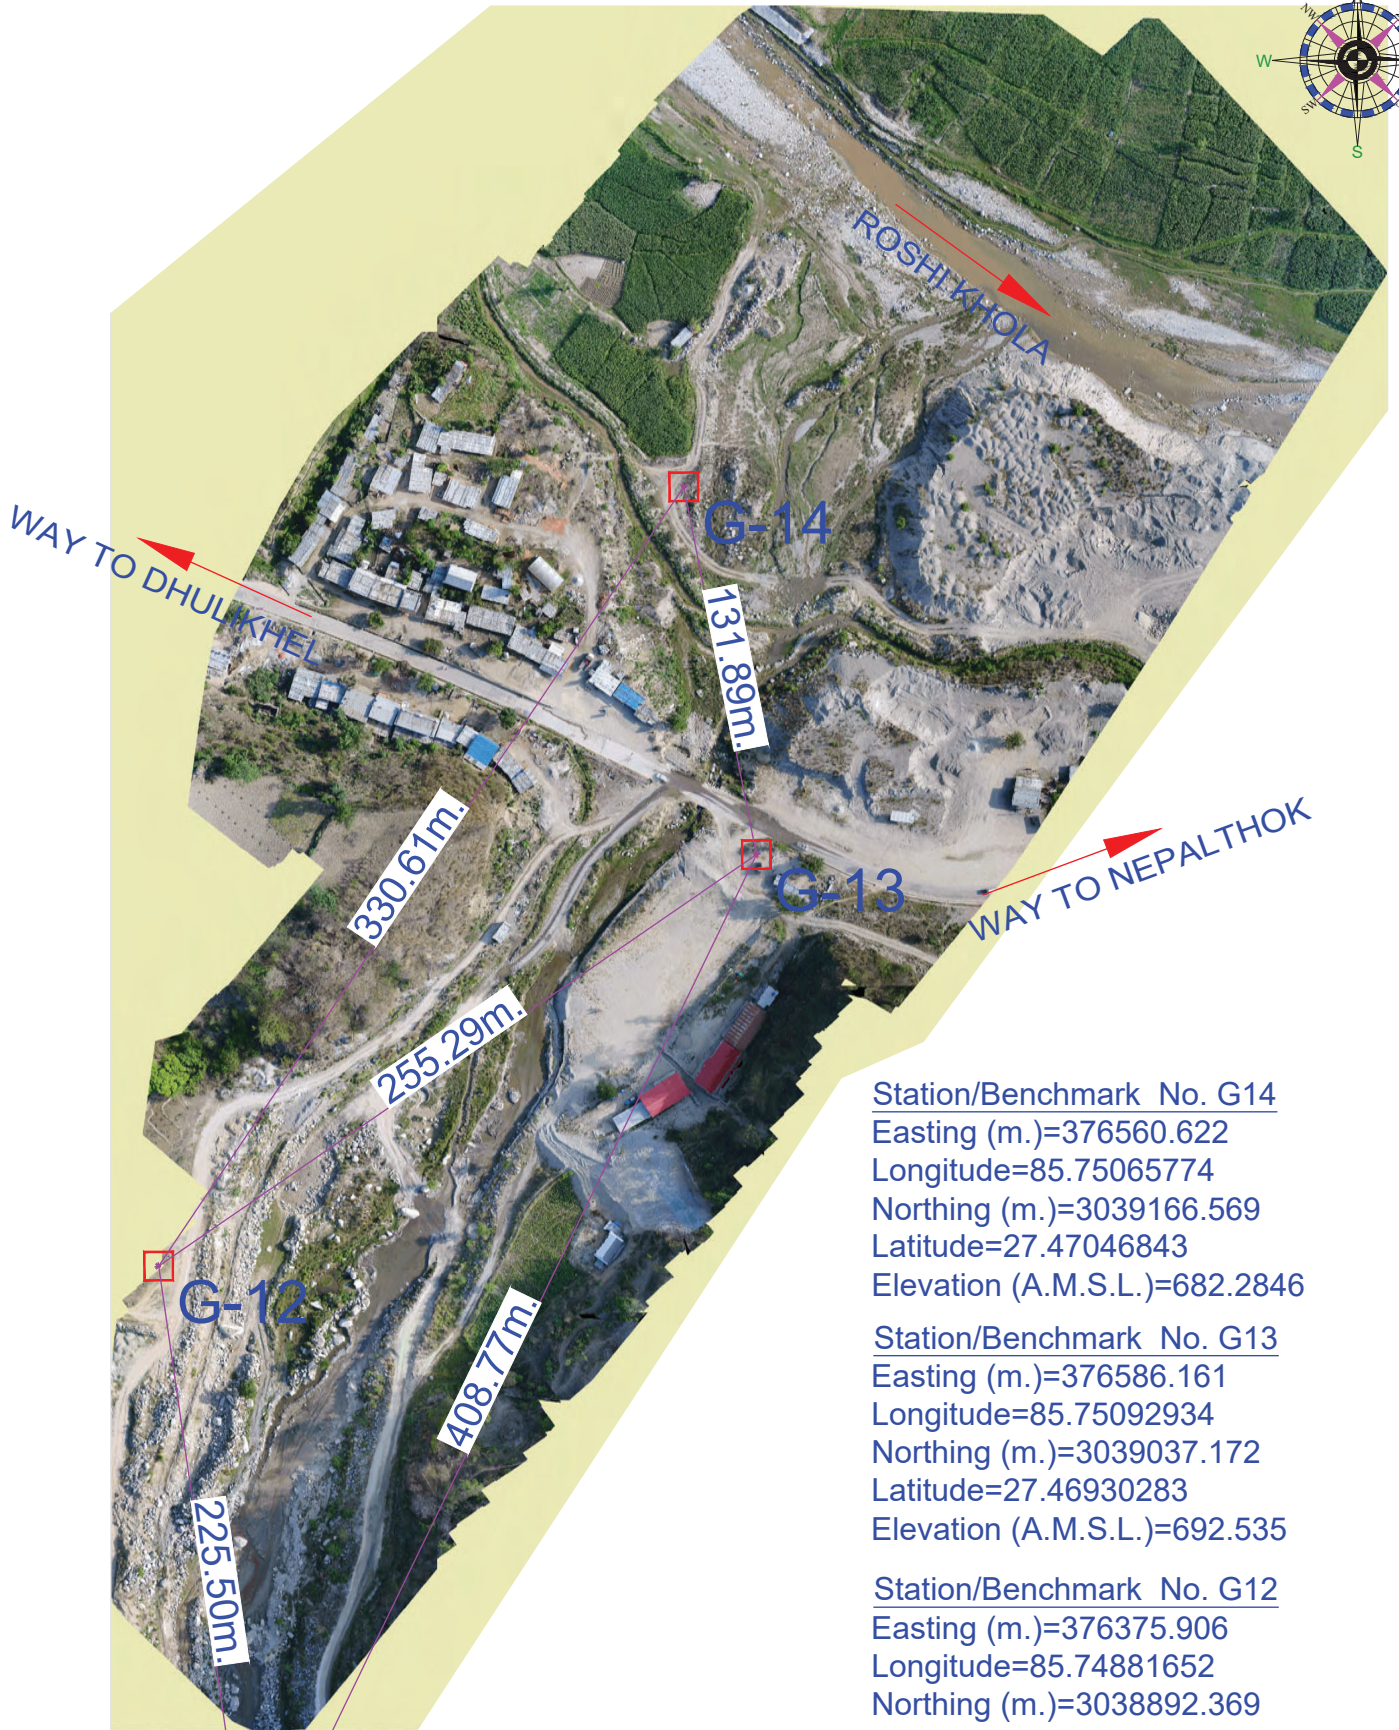 NW
W
SW
S
ROSHI KHOLA
WAY TO DHULIKHEL
G-14
131.89m.
330.61m.
G-13
WAY TO NEPALTHOK
255.29m.
G-12
408.77m.
225.50m.
Station/Benchmark No. G14
Easting (m.)=376560.622
Longitude=85.75065774
Northing (m.)=3039166.569
Latitude=27.47046843
Elevation (A.M.S.L.)=682.2846
Station/Benchmark No. G13
Easting (m.)=376586.161
Longitude=85.75092934
Northing (m.)=3039037.172
Latitude=27.46930283
Elevation (A.M.S.L.)=692.535
Station/Benchmark No. G12
Easting (m.)=376375.906
Longitude=85.74881652
Northing (m.)=3038892.369